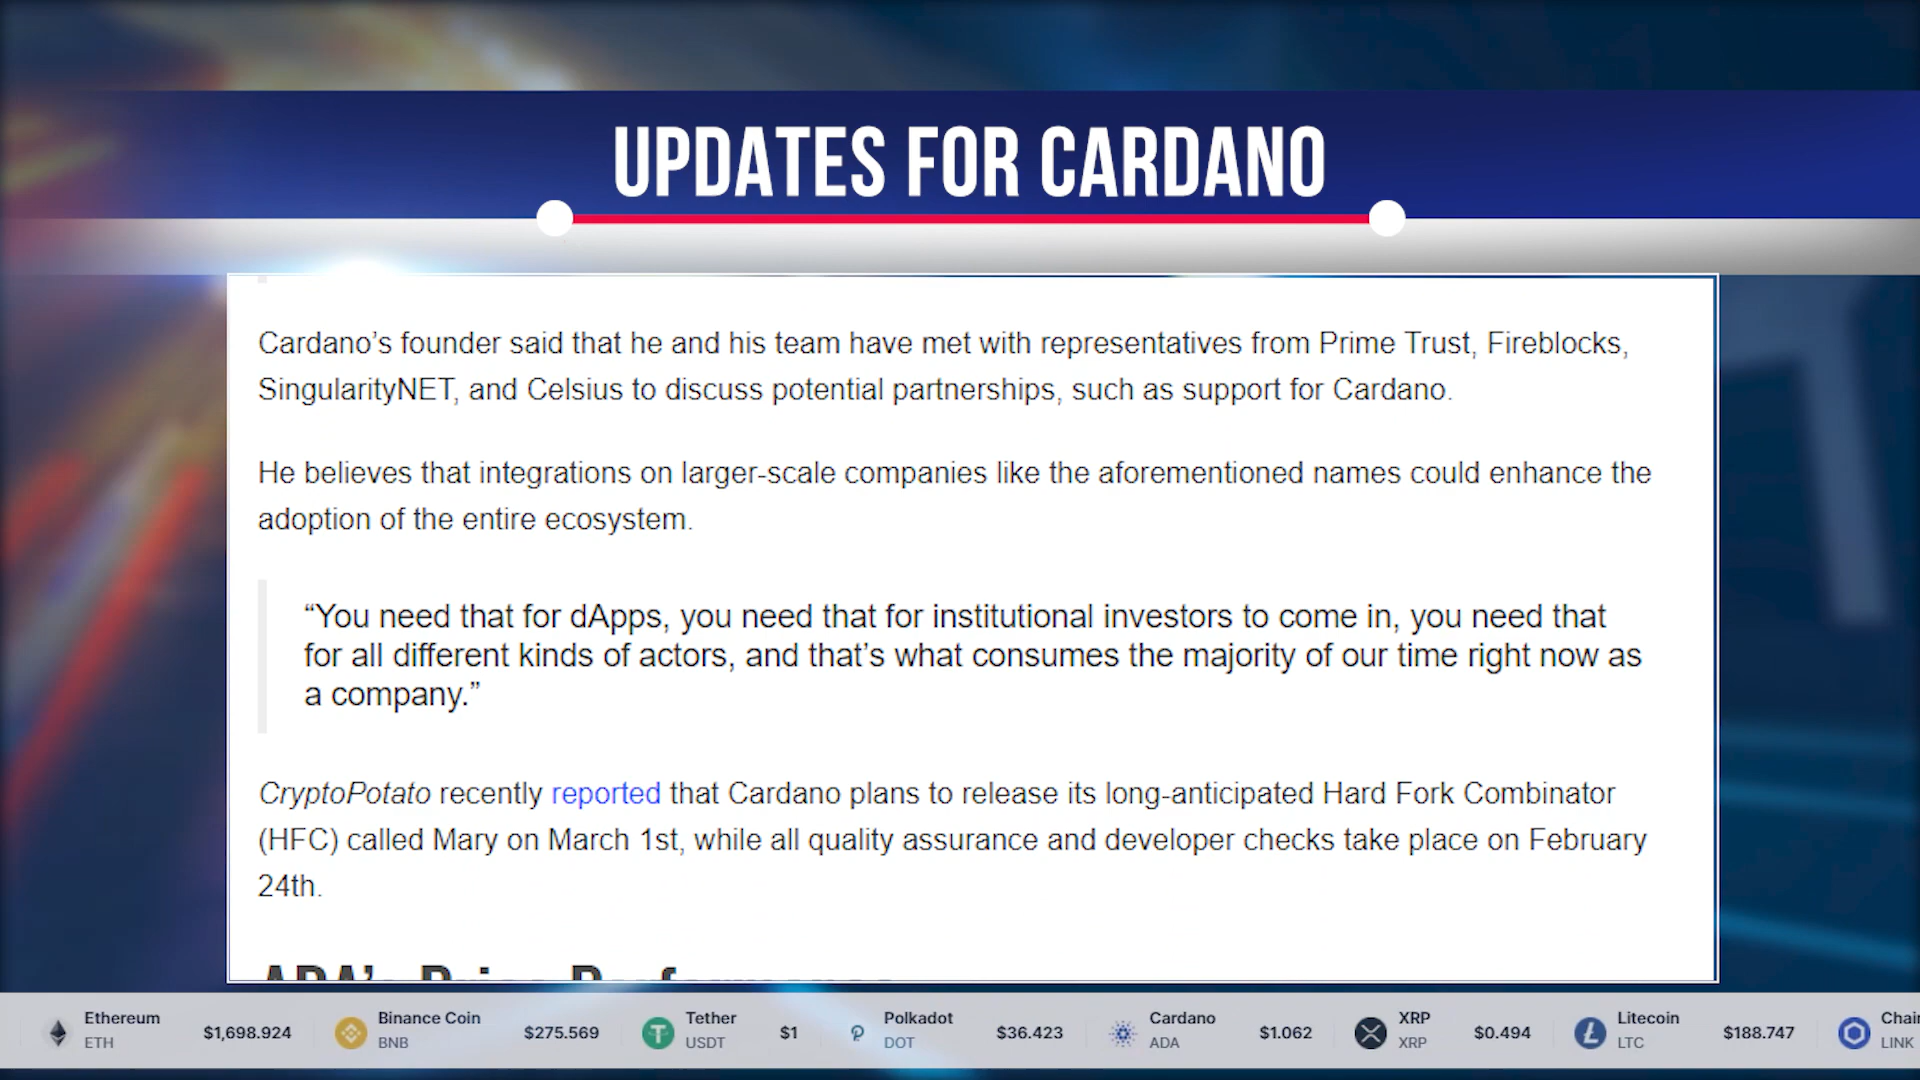 UPDATES FOR CARDANO
Cardano’s founder said that he and his team have met with representatives from Prime Trust, Fireblocks,
SingularityNET, and Celsius to discuss potential partnerships, such as support for Cardano.
He believes that integrations on larger-scale companies like the aforementioned names could enhance the
adoption of the entire ecosystem.
“You need that for dApps, you need that for institutional investors to come in, you need that
for all different kinds of actors, and that’s what consumes the majority of our time right now as
a company.”
CryptoPotato recently reported that Cardano plans to release its long-anticipated Hard Fork Combinator
(HFC) called Mary on March 1st, while all quality assurance and developer checks take place on February
24th.
ADA’s Price Performance
Ethereum ETH $1,698.924
Binance Coin BNB $275.569
Tether USDT $1
Polkadot DOT $36.423
Cardano ADA $1.062
XRP XRP $0.494
Litecoin LTC $188.747
Chai
LINK